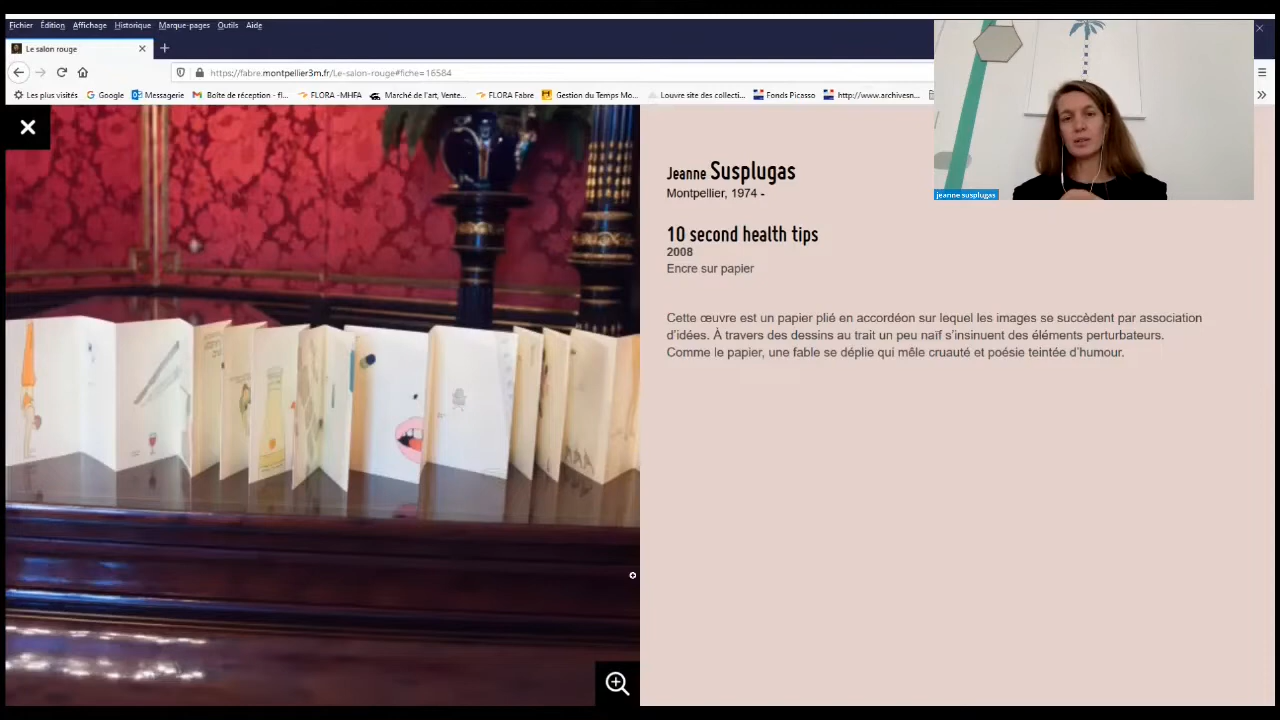 Fichier Édition Affichage Historique Marque-pages Outils Aide
Le salon rouge
https://fabre.montpellier3m.fr/Le-salon-rouge#fiche=16584
Les plus visités Google Messagerie Boîte de réception - fl... FLORA -MHFA Marché de l'art, Vente... FLORA Fabre Gestion du Temps Mo... Louvre site des collecti... Fonds Picasso http://www.archivesn...
jeanne susplugas
Jeanne Susplugas
Montpellier, 1974 -
10 second health tips
2008
Encre sur papier
Cette œuvre est un papier plié en accordéon sur lequel les images se succèdent par association
d'idées. À travers des dessins au trait un peu naïf s'insinuent des éléments perturbateurs.
Comme le papier, une fable se déplie qui mêle cruauté et poésie teintée d'humour.